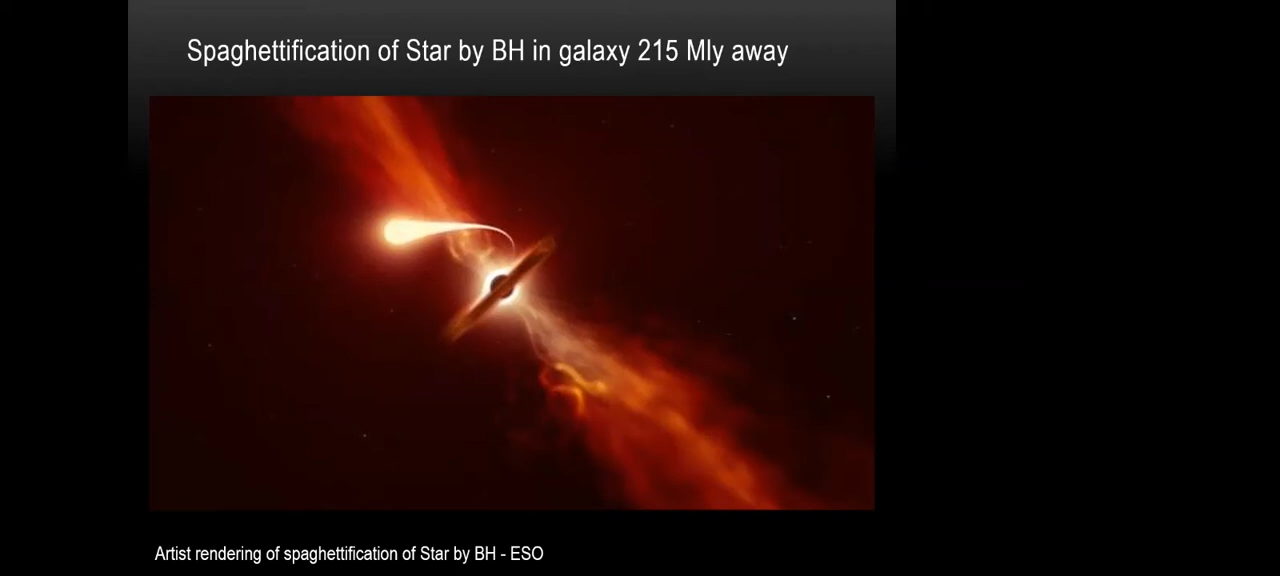 Spaghettification of Star by BH in galaxy 215 Mly away
Artist rendering of spaghettification of Star by BH - ESO